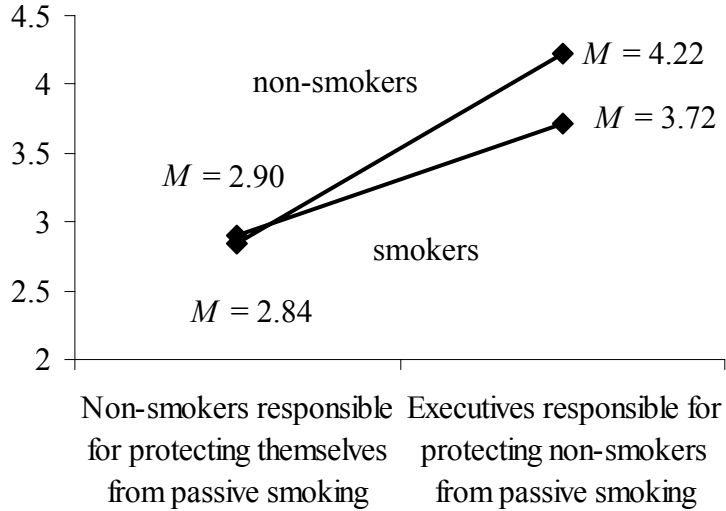 4.5
4
3.5
3
2.5
2
non-smokers
M = 4.22
M = 3.72
M = 2.90
smokers
M = 2.84
Non-smokers responsible
for protecting themselves
from passive smoking
Executives responsible for
protecting non-smokers
from passive smoking